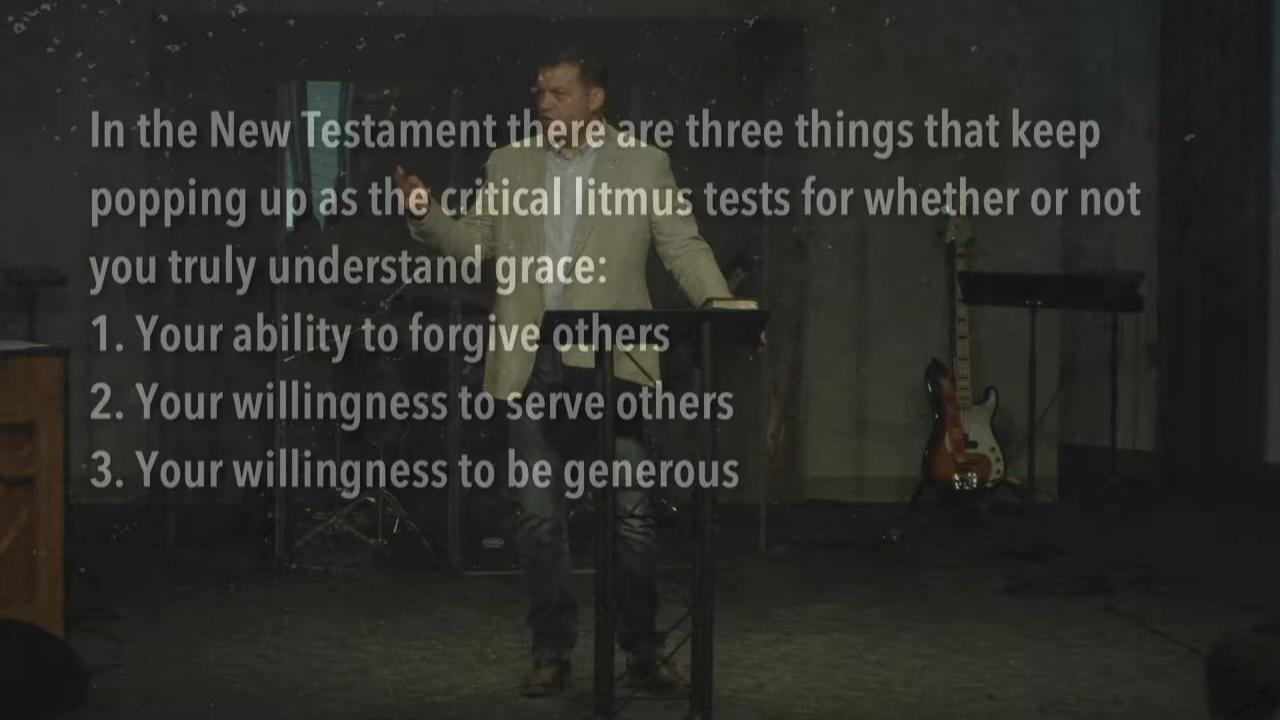 In the New Testament there are three things that keep
popping up as the critical litmus tests for whether or not
you truly understand grace:
1. Your ability to forgive others
2. Your willingness to serve others
3. Your willingness to be generous